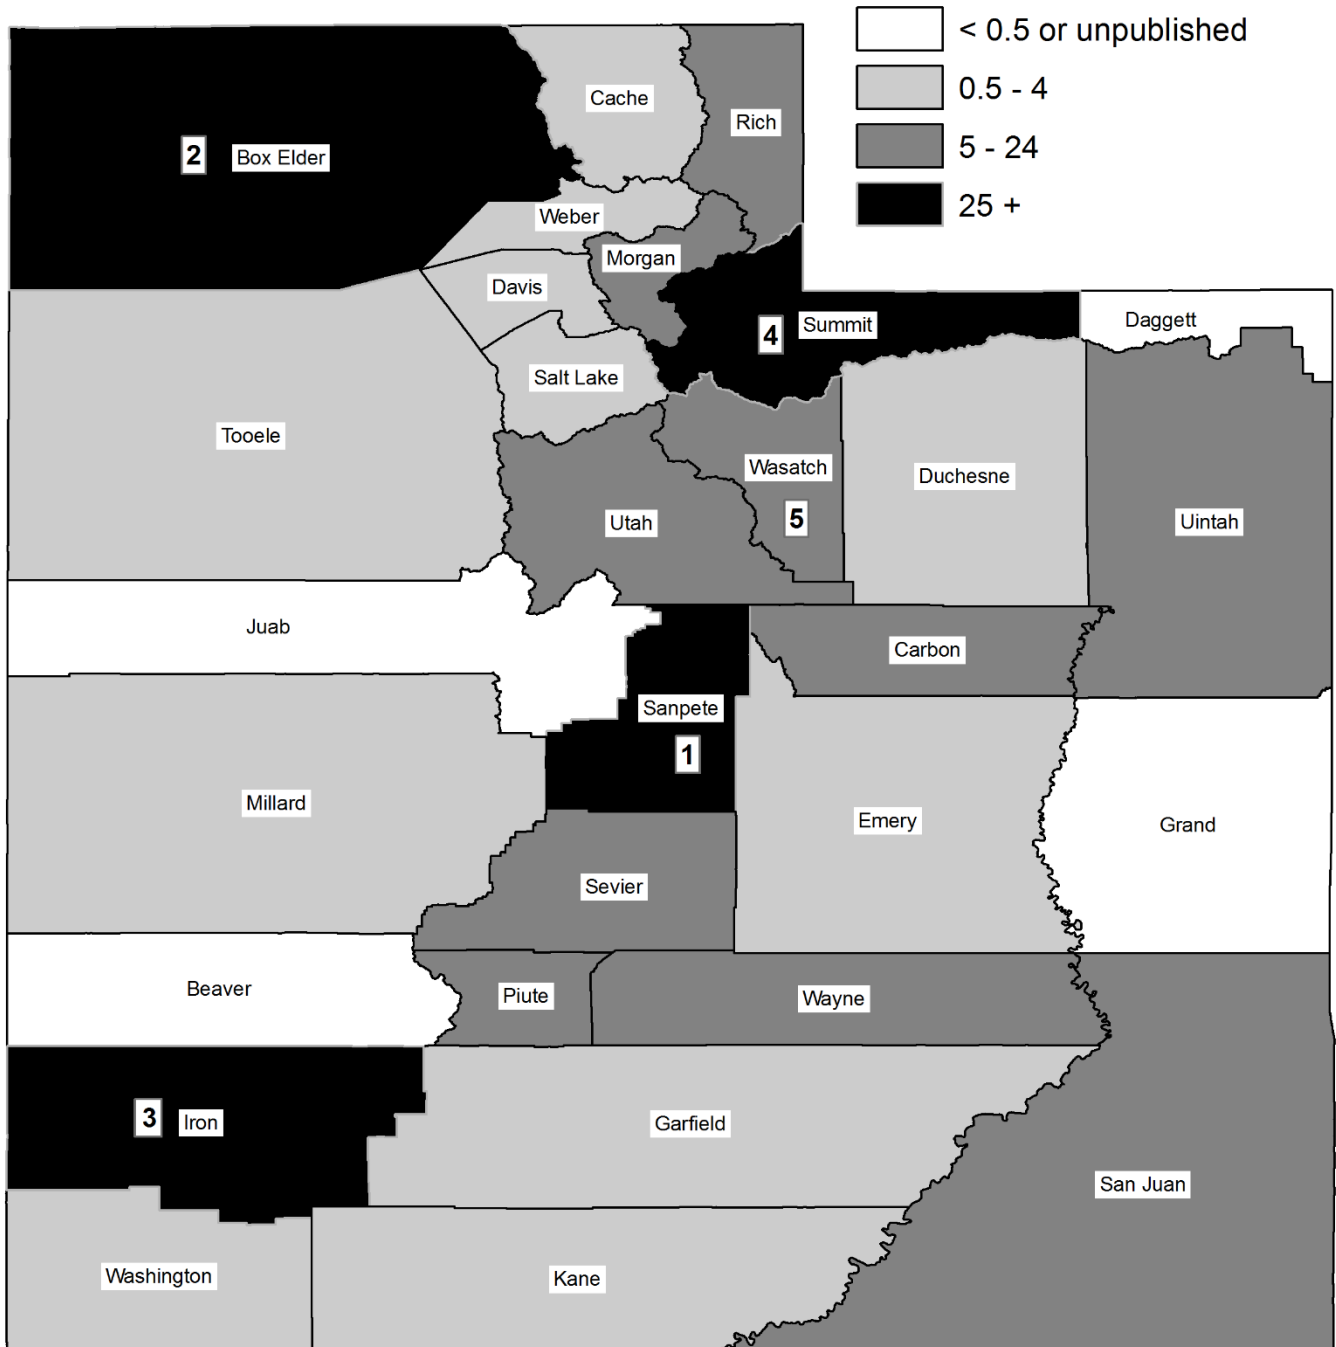 < 0.5 or unpublished
0.5 - 4
5 - 24
25 +
Cache
Rich
2 Box Elder
Weber
Morgan
Davis
4 Summit
Daggett
Salt Lake
Tooele
Wasatch
5
Duchesne
Utah
Uintah
Juab
Carbon
Sanpete
1
Millard
Emery
Grand
Sevier
Beaver
Piute
Wayne
3 Iron
Garfield
San Juan
Washington
Kane